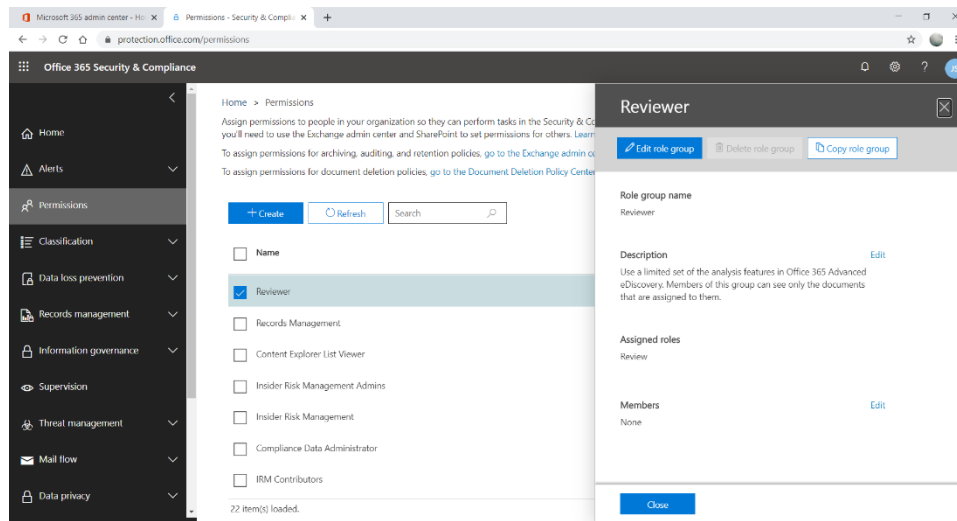 Microsoft 365 admin center - Ho
Permissions - Security & Complia
protection.office.com/permissions
Office 365 Security & Compliance
?
JS
Home
Alerts
Permissions
Classification
Data loss prevention
Records management
Information governance
Supervision
Threat management
Mail flow
Data privacy
Home > Permissions
Assign permissions to people in your organization so they can perform tasks in the Security & Co
you'll need to use the Exchange admin center and SharePoint to set permissions for others. Learn
To assign permissions for archiving, auditing, and retention policies, go to the Exchange admin ce
To assign permissions for document deletion policies, go to the Document Deletion Policy Center
+ Create
Refresh
Search
Name
Reviewer
Records Management
Content Explorer List Viewer
Insider Risk Management Admins
Insider Risk Management
Compliance Data Administrator
IRM Contributors
22 item(s) loaded.
Reviewer
Edit role group
Delete role group
Copy role group
Role group name
Reviewer
Description
Edit
Use a limited set of the analysis features in Office 365 Advanced
eDiscovery. Members of this group can see only the documents
that are assigned to them.
Assigned roles
Review
Members
Edit
None
Close